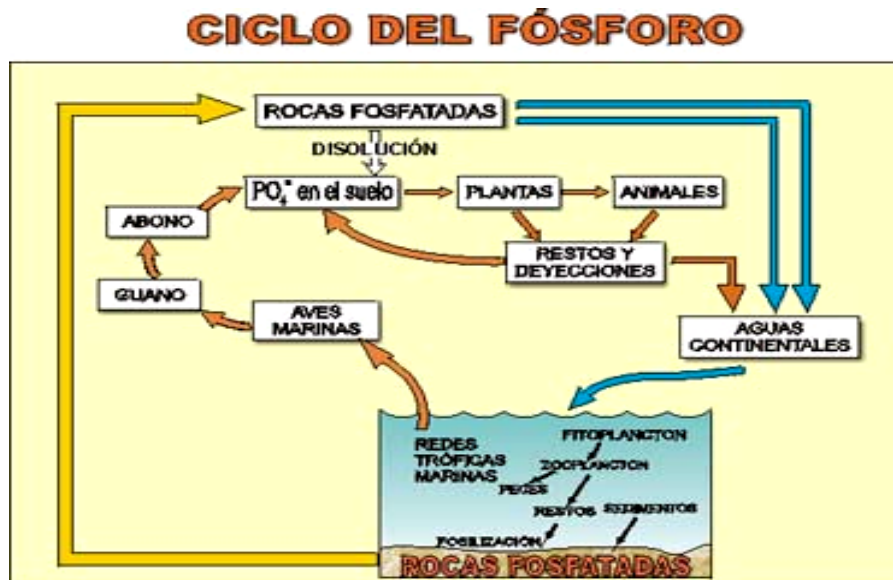 CICLO DEL FÓSFORO
ROCAS FOSFATADAS
DISOLUCIÓN
PO₄⁼ en el suelo
PLANTAS
ANIMALES
ABONO
RESTOS Y
DEYECCIONES
GUANO
AVES
MARINAS
AGUAS
CONTINENTALES
REDES
TRÓFICAS
MARINAS
FITOPLANCTON
ZOOPLANCTON
PECES
RESTOS
SEDIMENTOS
FOSILIZACIÓN
ROCAS FOSFATADAS